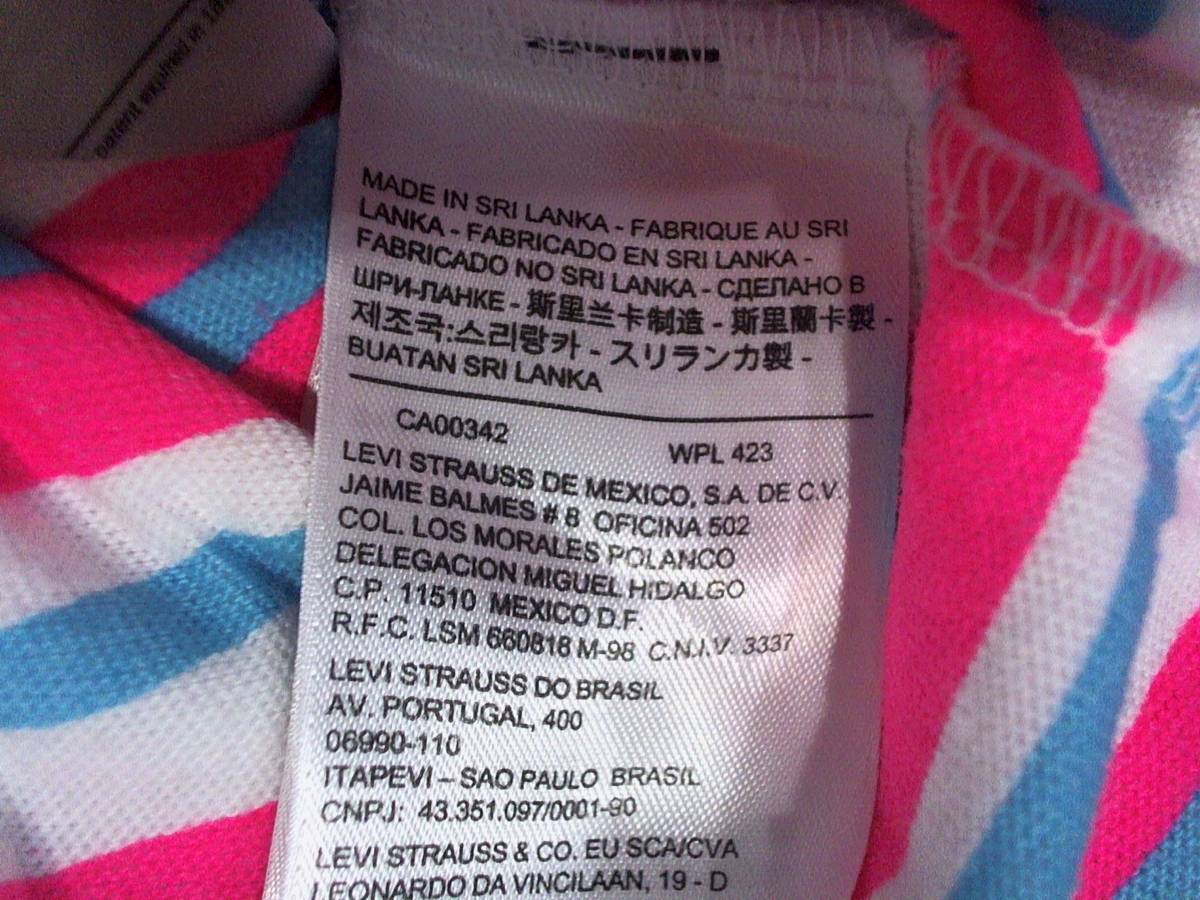 patent expired in
MADE IN SRI LANKA - FABRIQUE AU SRI
LANKA - FABRICADO EN SRI LANKA -
FABRICADO NO SRI LANKA - СДЕЛАНО В
ШРИ-ЛАНКЕ - 斯里兰卡制造 - 斯里蘭卡製 -
제조국:스리랑카 - スリランカ製 -
BUATAN SRI LANKA
CA00342 WPL 423
LEVI STRAUSS DE MEXICO, S.A. DE C.V.
JAIME BALMES # 8 OFICINA 502
COL. LOS MORALES POLANCO
DELEGACION MIGUEL HIDALGO
C.P. 11510 MEXICO D.F.
R.F.C. LSM 660818 M-98 C.N.I.V. 3337
LEVI STRAUSS DO BRASIL
AV. PORTUGAL, 400
06990-110
ITAPEVI – SAO PAULO BRASIL
CNPJ: 43.351.097/0001-90
LEVI STRAUSS & CO. EU SCA/CVA
LEONARDO DA VINCILAAN, 19 - D